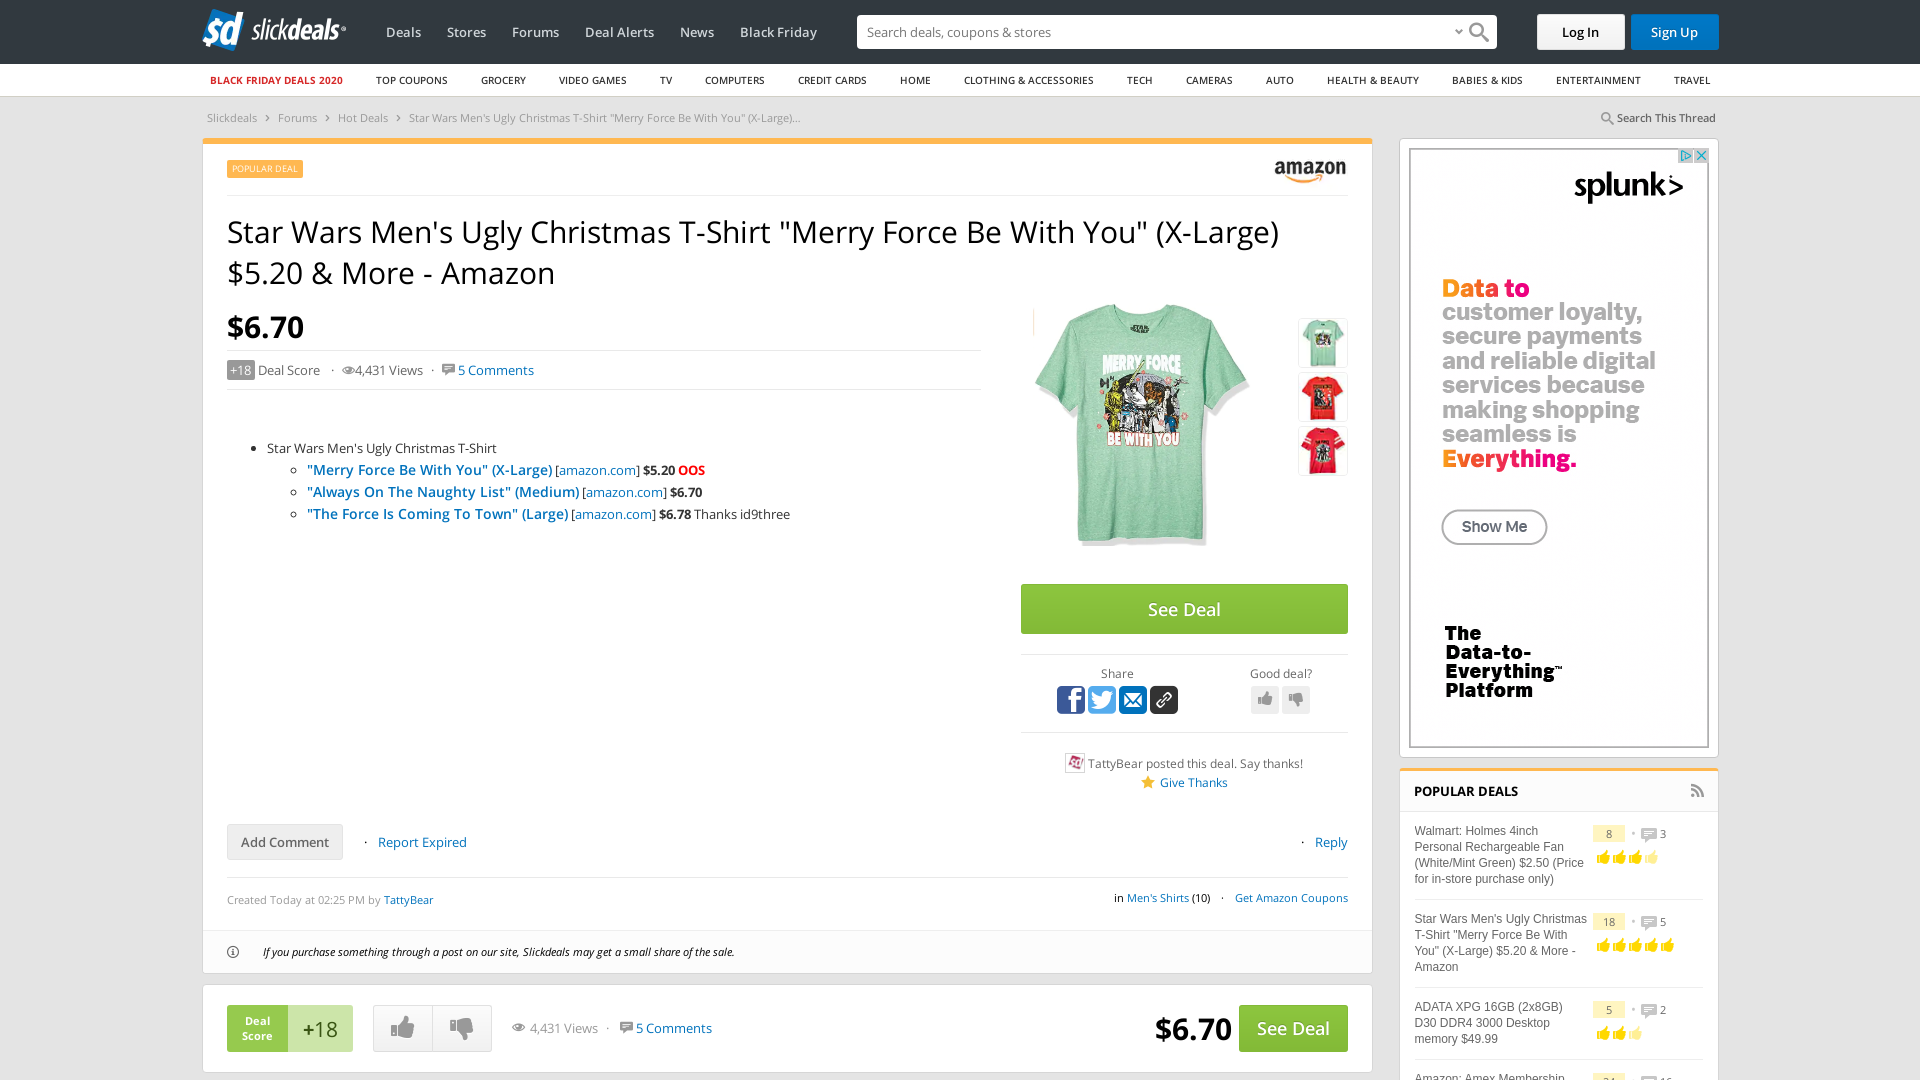 sd slickdeals
Deals Stores Forums Deal Alerts News Black Friday
Search deals, coupons & shops
Log In
Sign Up
BLACK FRIDAY DEALS 2020 TOP COUPONS GROCERY VIDEO GAMES TV COMPUTERS CREDIT CARDS HOME CLOTHING & ACCESSORIES TECH CAMERAS AUTO HEALTH & BEAUTY BABIES & KIDS ENTERTAINMENT TRAVEL
Slickdeals › Forums › Hot Deals › Star Wars Men's Ugly Christmas T-Shirt "Merry Force Be With You" (X-Large)...
Search This Thread
POPULAR DEAL
amazon
Star Wars Men's Ugly Christmas T-Shirt "Merry Force Be With You" (X-Large)
$5.20 & More - Amazon
$6.70
+18 Deal Score · 4,431 Views · 5 Comments
• Star Wars Men's Ugly Christmas T-Shirt
"Merry Force Be With You" (X-Large) [amazon.com] $5.20 OOS
"Always On The Naughty List" (Medium) [amazon.com] $6.70
"The Force Is Coming To Town" (Large) [amazon.com] $6.78 Thanks id9three
STAR WARS
MERRY FORCE
BE WITH YOU
See Deal
Share
Good deal?
TattyBear posted this deal. Say thanks!
Give Thanks
Add Comment · Report Expired
· Reply
Created Today at 02:25 PM by TattyBear
in Men's Shirts (10) · Get Amazon Coupons
If you purchase something through a post on our site, Slickdeals may get a small share of the sale.
Deal
Score
+18
4,431 Views · 5 Comments
$6.70
See Deal
splunk>
Data to
customer loyalty,
secure payments
and reliable digital
services because
making shopping
seamless is
Everything.
Show Me
The
Data-to-
Everything™
Platform
POPULAR DEALS
Walmart: Holmes 4inch
Personal Rechargeable Fan
(White/Mint Green) $2.50 (Price
for in-store purchase only)
8 • 3
Star Wars Men's Ugly Christmas
T-Shirt "Merry Force Be With
You" (X-Large) $5.20 & More -
Amazon
18 • 5
ADATA XPG 16GB (2x8GB)
D30 DDR4 3000 Desktop
memory $49.99
5 • 2
Amazon: Amex Membership